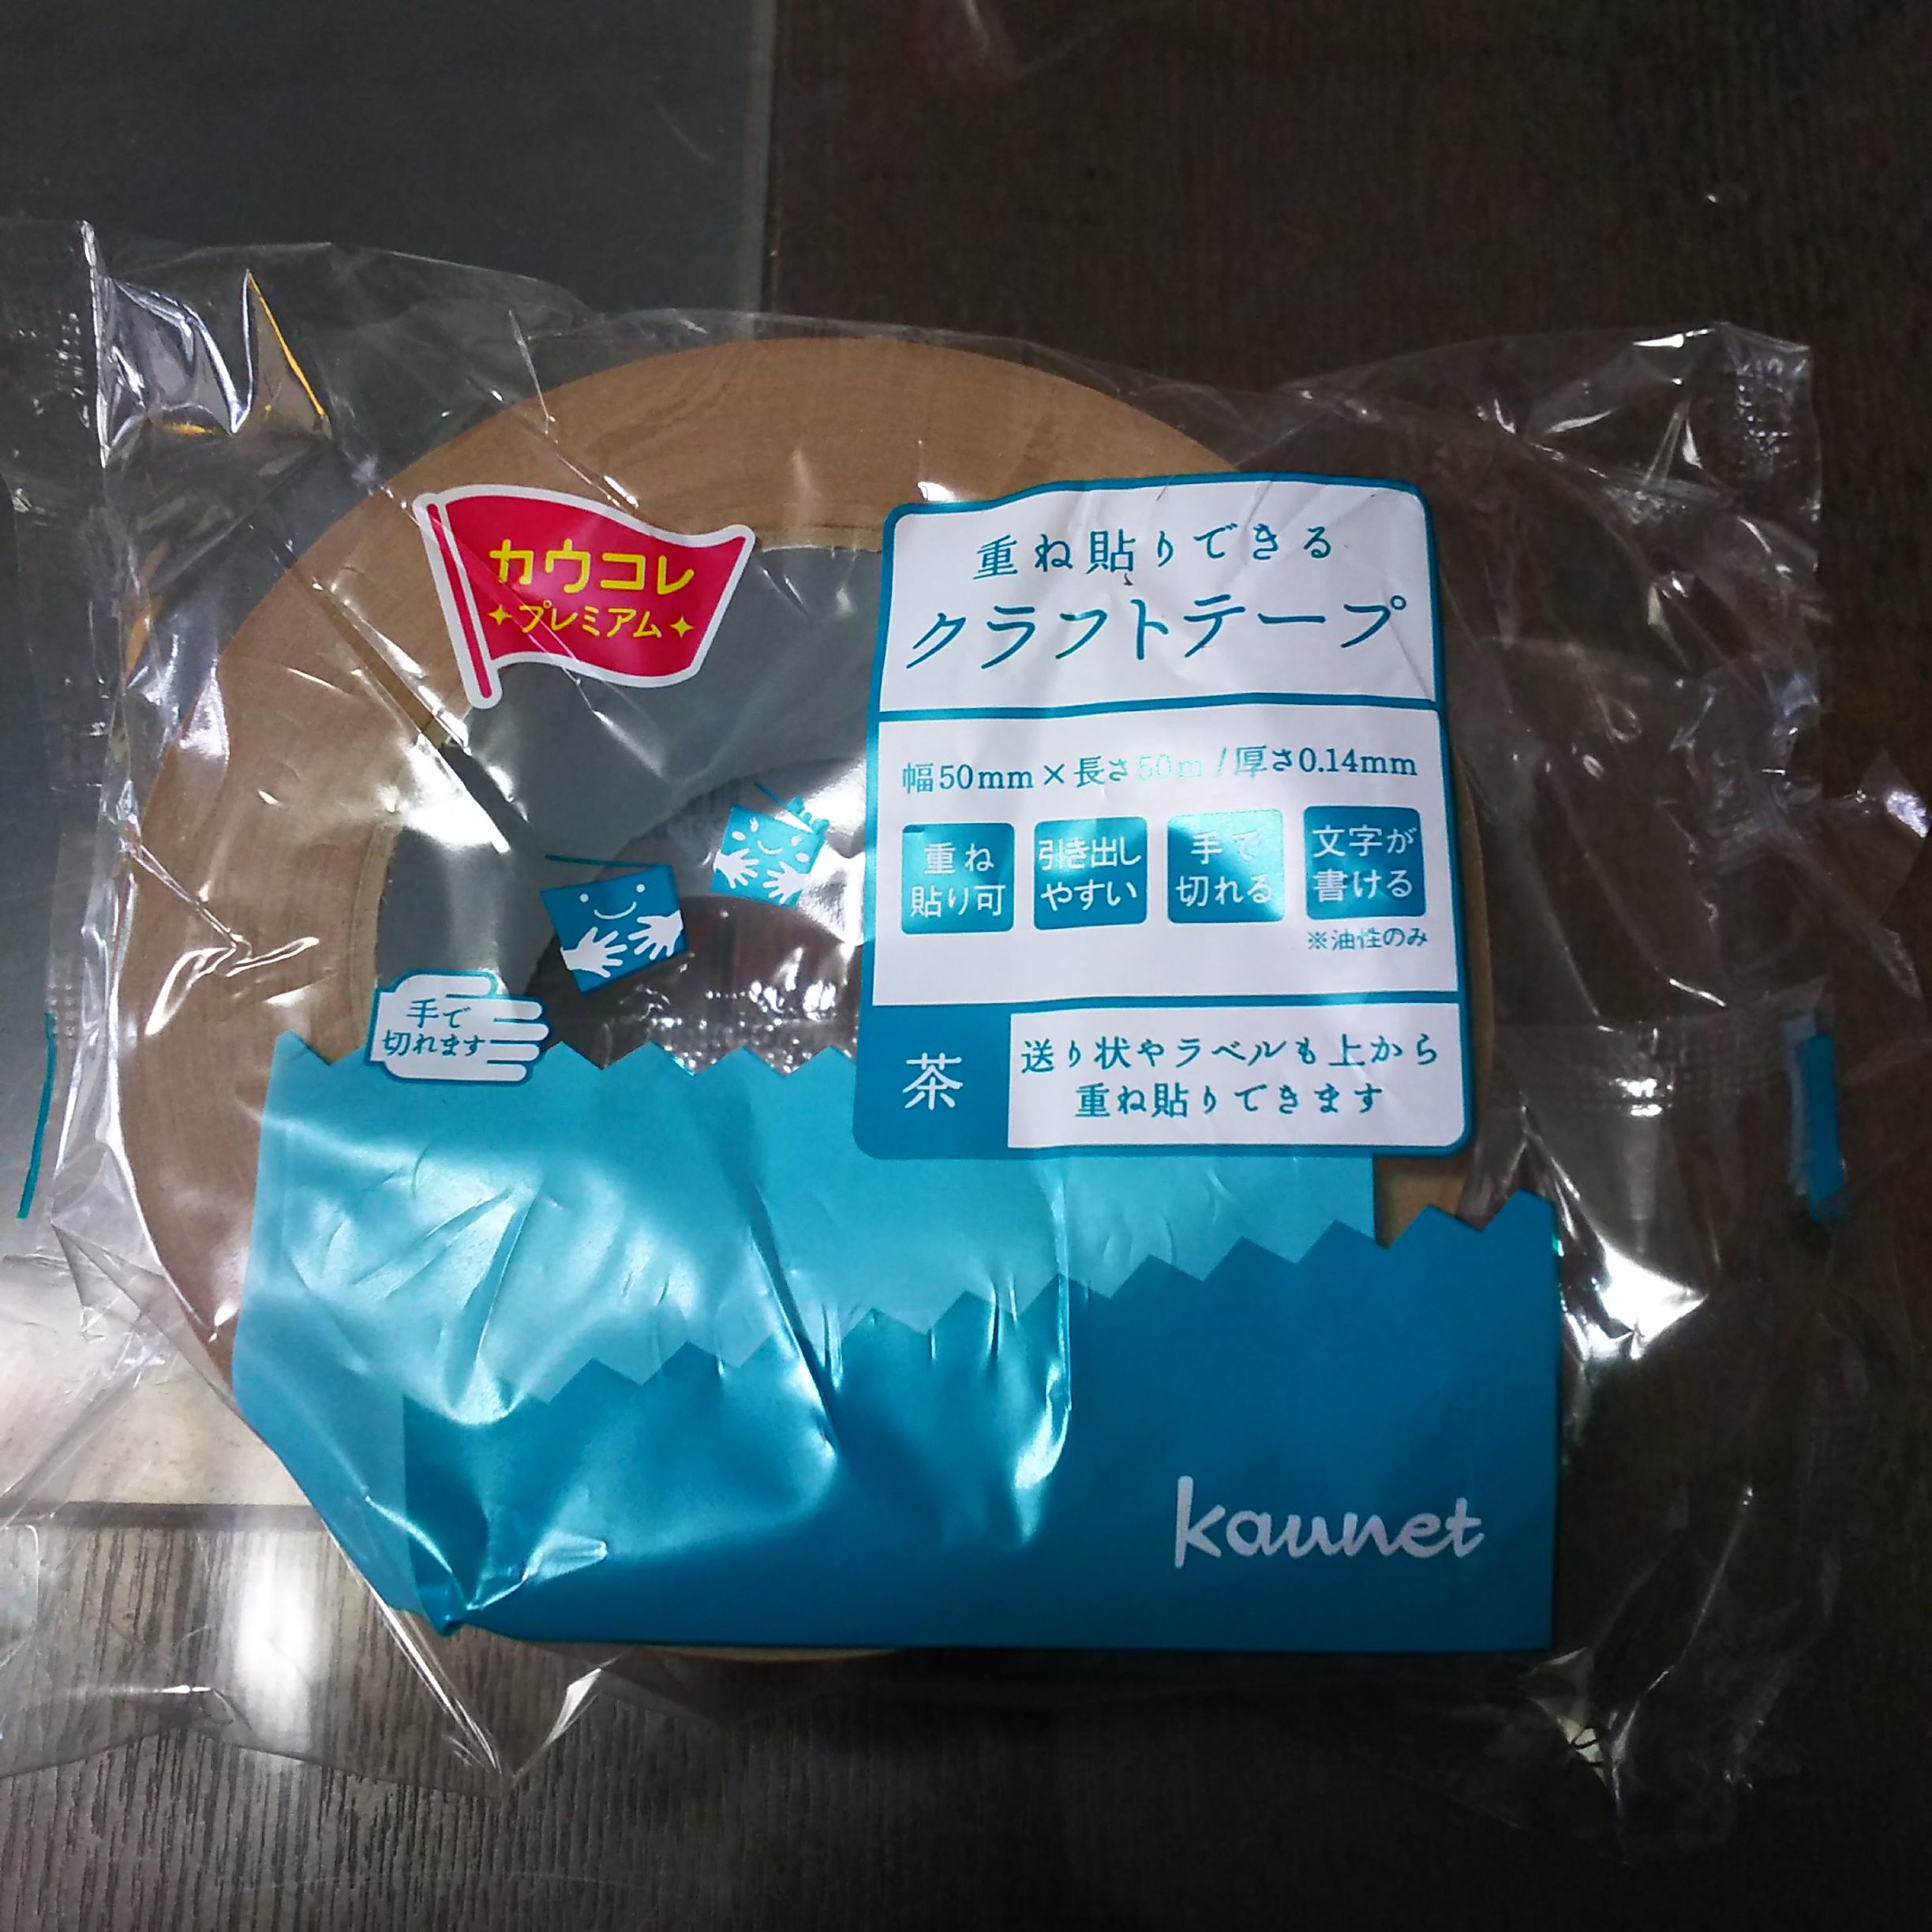 カウコレ
プレミアム
重ね貼りできる
クラフトテープ
幅50mm×長さ50m/厚さ0.14mm
重ね
貼り可
引き出し
やすい
手で
切れる
文字が
書ける
※油性のみ
手で
切れます
茶
送り状やラベルも上から
重ね貼りできます
kaunet